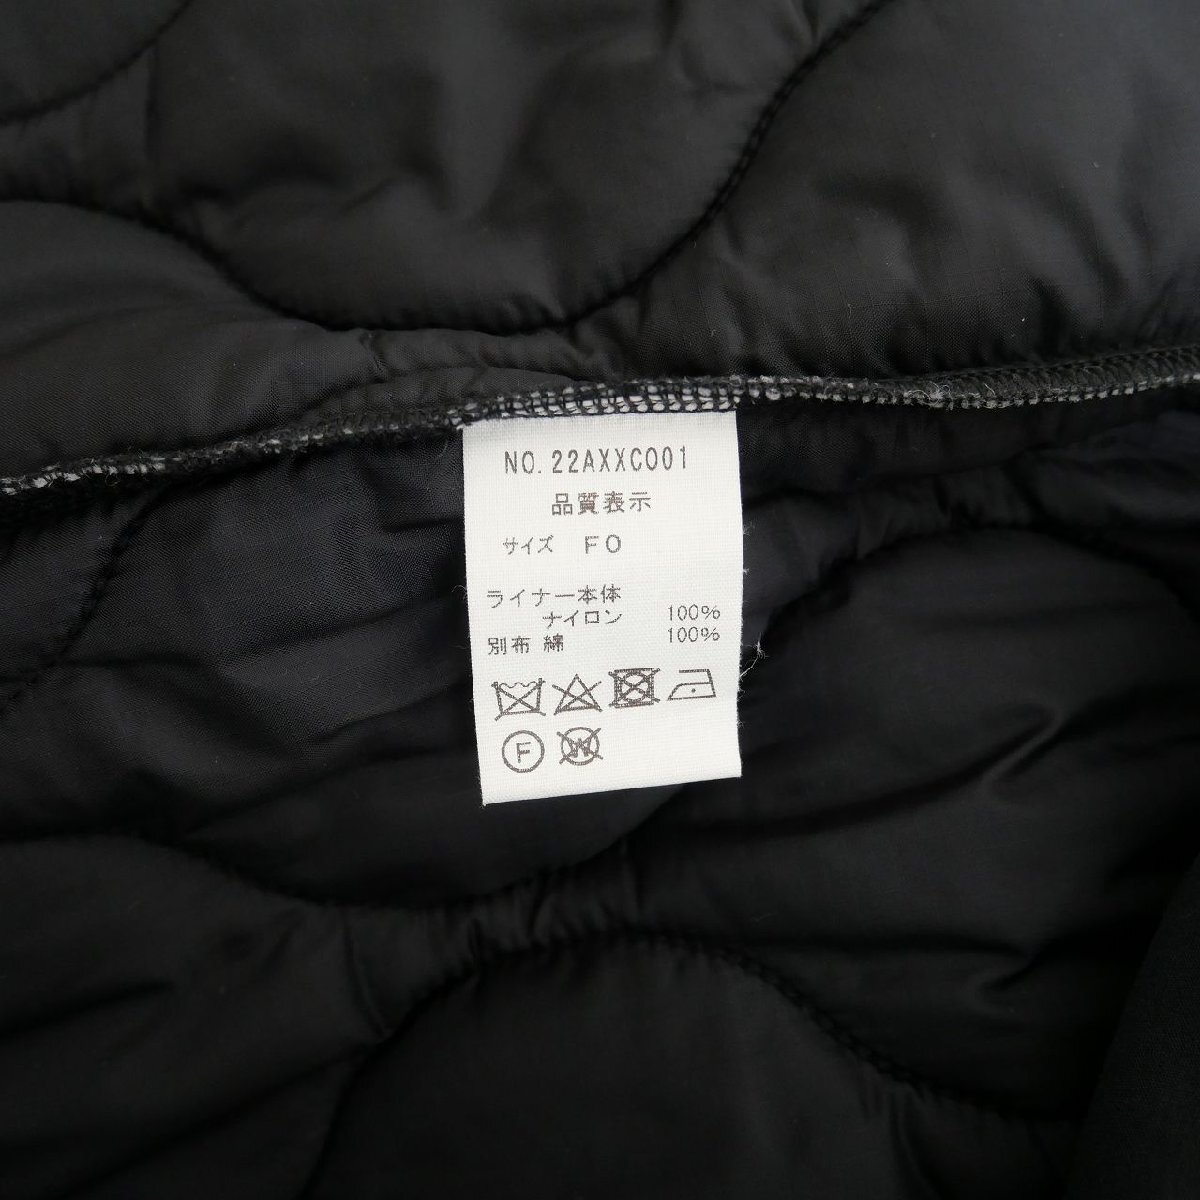 NO. 22AXXC001
品質表示
サイズ FO
ライナー本体
ナイロン 100%
別布 綿 100%
F W